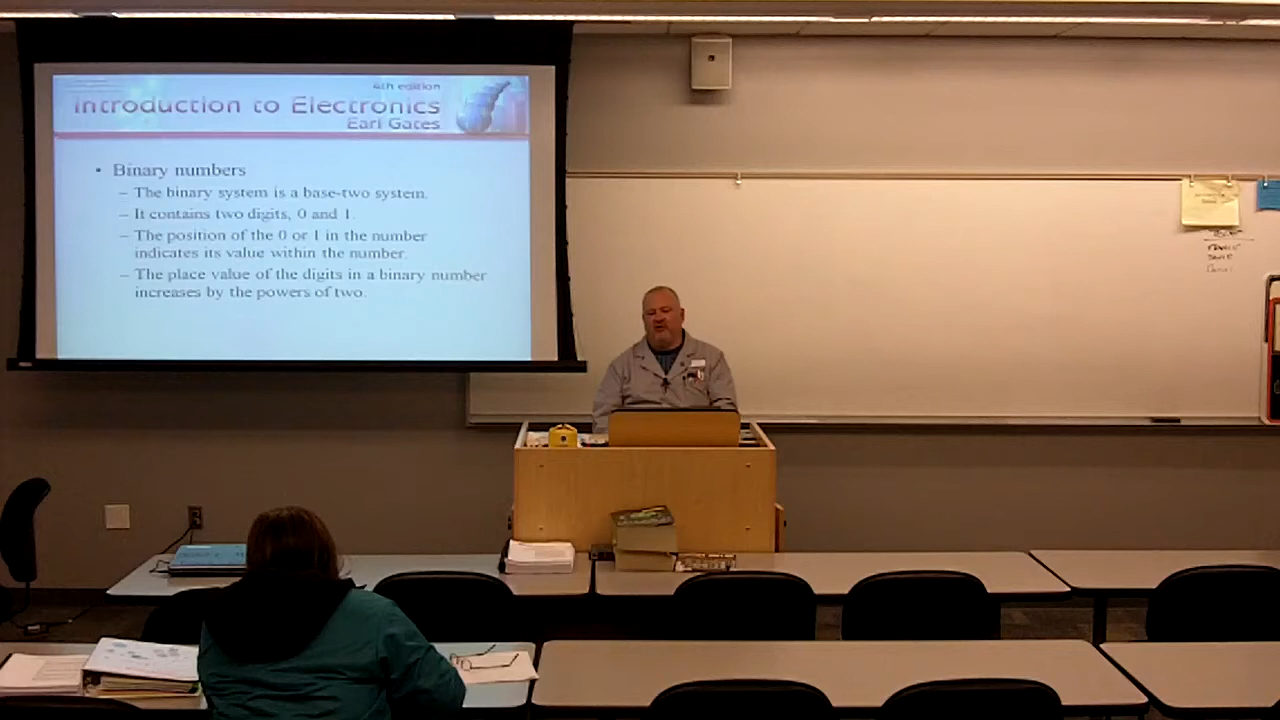 4th edition
Introduction to Electronics
Earl Gates
• Binary numbers
– The binary system is a base-two system.
– It contains two digits, 0 and 1.
– The position of the 0 or 1 in the number
indicates its value within the number.
– The place value of the digits in a binary number
increases by the powers of two.